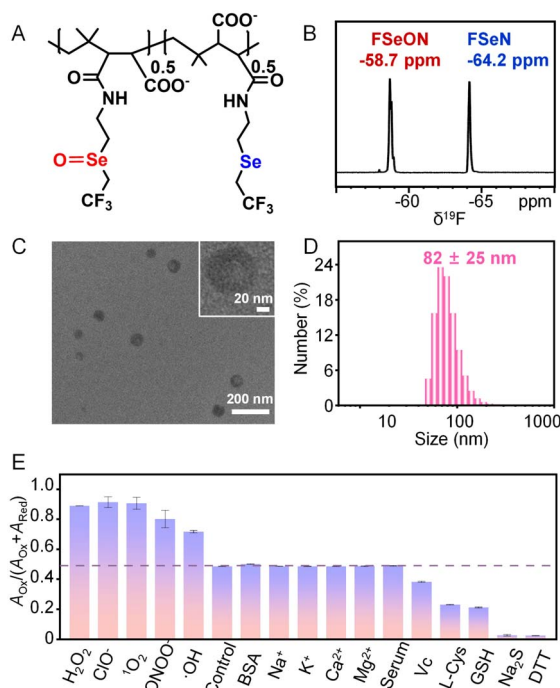 A
COO⁻
0.5
0.5
O
COO⁻
O
NH
NH
O=Se
Se
CF₃
CF₃
B
FSeON
-58.7 ppm
FSeN
-64.2 ppm
-60
-65
ppm
δ¹⁹F
C
20 nm
200 nm
D
82 ± 25 nm
Number (%)
24
18
12
6
0
10
100
1000
Size (nm)
E
A_Ox/(A_Ox+A_Red)
1.0
0.8
0.6
0.4
0.2
0
H₂O₂
ClO⁻
¹O₂
ONOO⁻
·OH
Control
BSA
Na⁺
K⁺
Ca²⁺
Mg²⁺
Serum
Vc
L-Cys
GSH
Na₂S
DTT